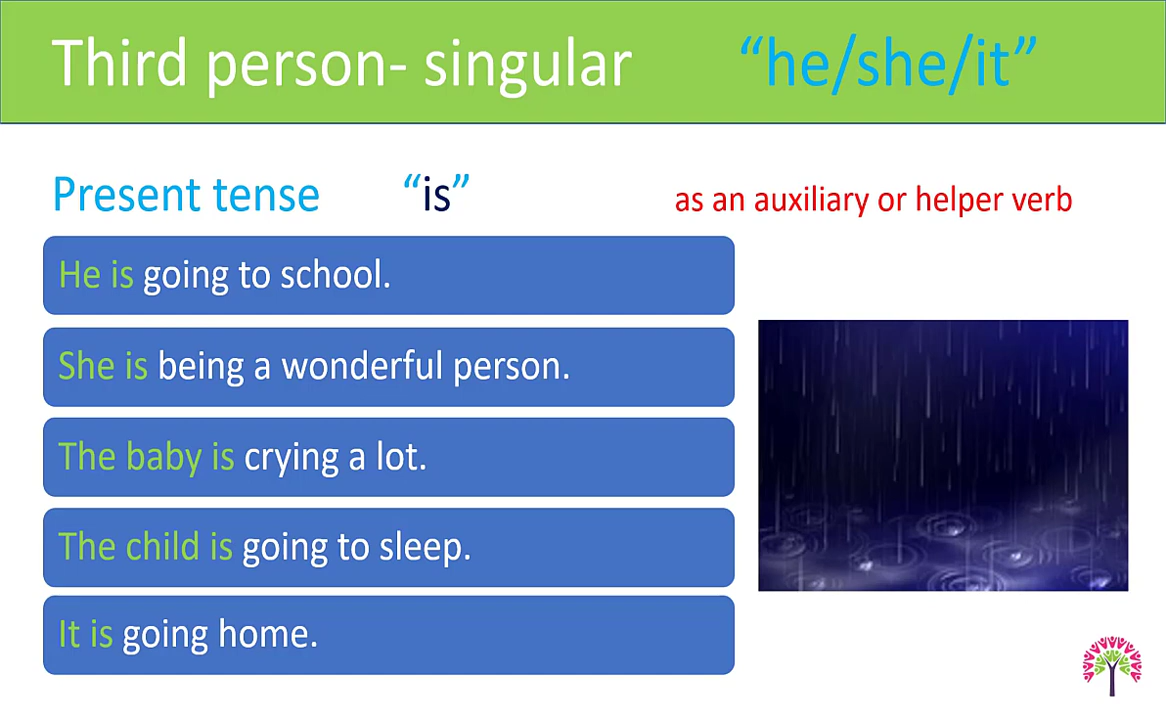 Third person- singular “he/she/it”
Present tense “is” as an auxiliary or helper verb
He is going to school.
She is being a wonderful person.
The baby is crying a lot.
The child is going to sleep.
It is going home.